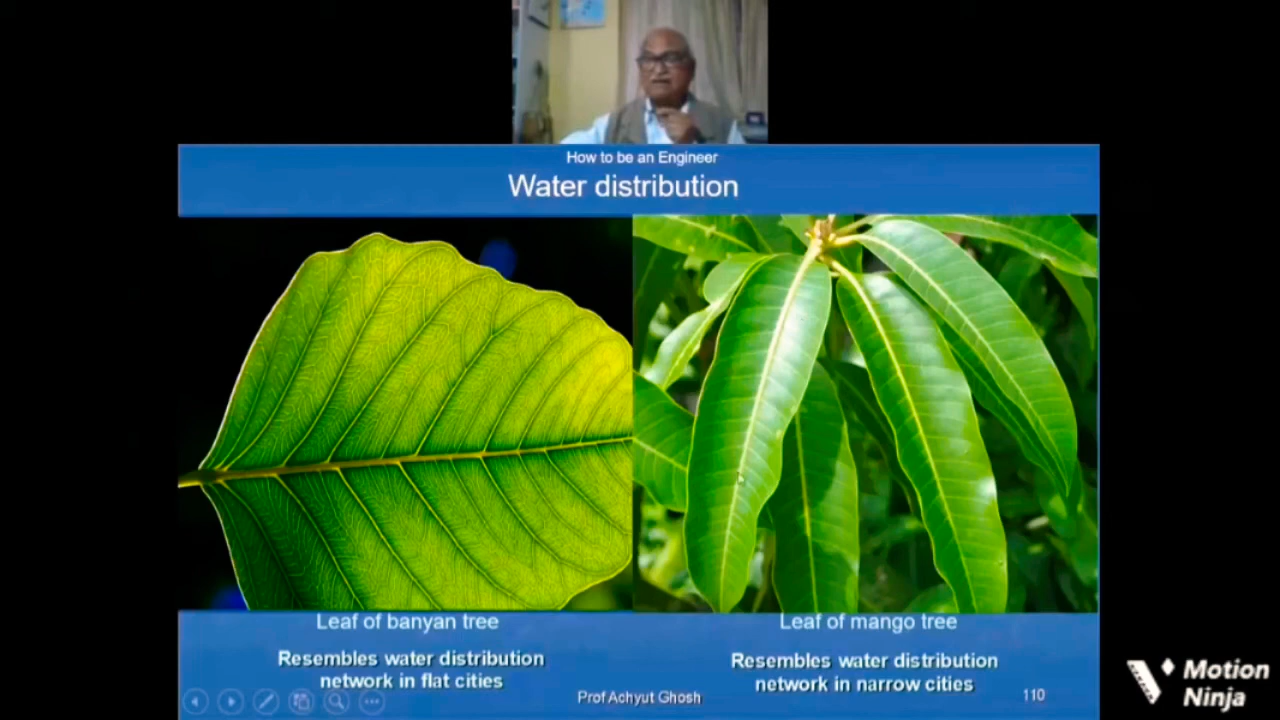 How to be an Engineer
Water distribution
Leaf of banyan tree
Leaf of mango tree
Resembles water distribution
network in flat cities
Resembles water distribution
network in narrow cities
Prof Achyut Ghosh
110
Motion
Ninja